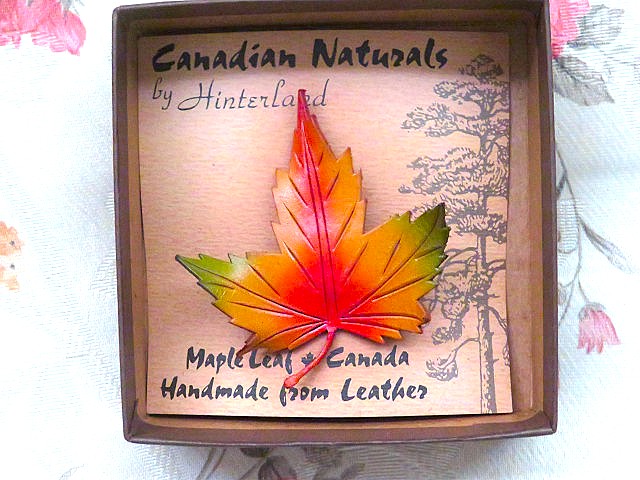 Canadian Naturals
by Hinterland
Maple Leaf Canada
Handmade from Leather